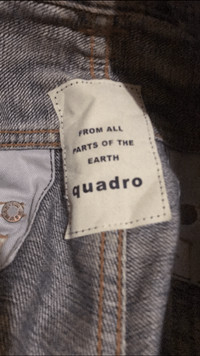 FROM ALL
PARTS OF THE
EARTH
quadro